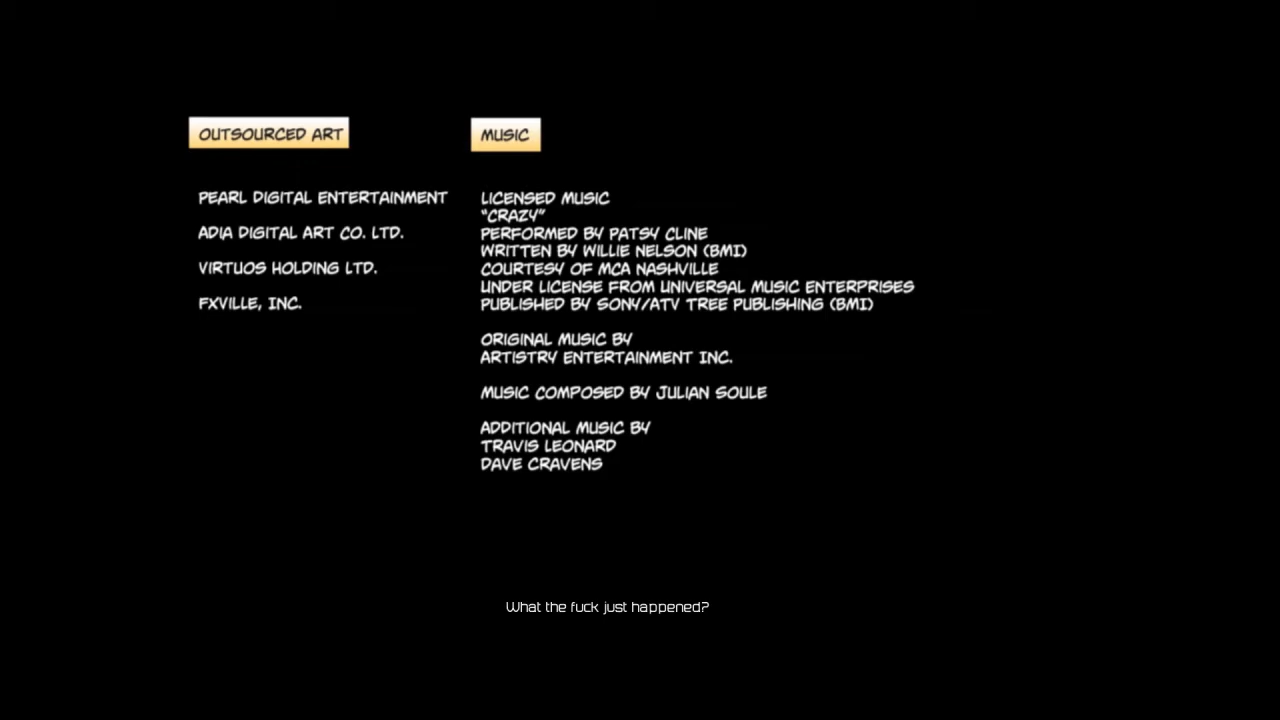 OUTSOURCED ART
PEARL DIGITAL ENTERTAINMENT
ADIA DIGITAL ART CO. LTD.
VIRTUOS HOLDING LTD.
FXVILLE, INC.
MUSIC
LICENSED MUSIC
"CRAZY"
PERFORMED BY PATSY CLINE
WRITTEN BY WILLIE NELSON (BMI)
COURTESY OF MCA NASHVILLE
UNDER LICENSE FROM UNIVERSAL MUSIC ENTERPRISES
PUBLISHED BY SONY/ATV TREE PUBLISHING (BMI)
ORIGINAL MUSIC BY
ARTISTRY ENTERTAINMENT INC.
MUSIC COMPOSED BY JULIAN SOULE
ADDITIONAL MUSIC BY
TRAVIS LEONARD
DAVE CRAVENS
What the fuck just happened?